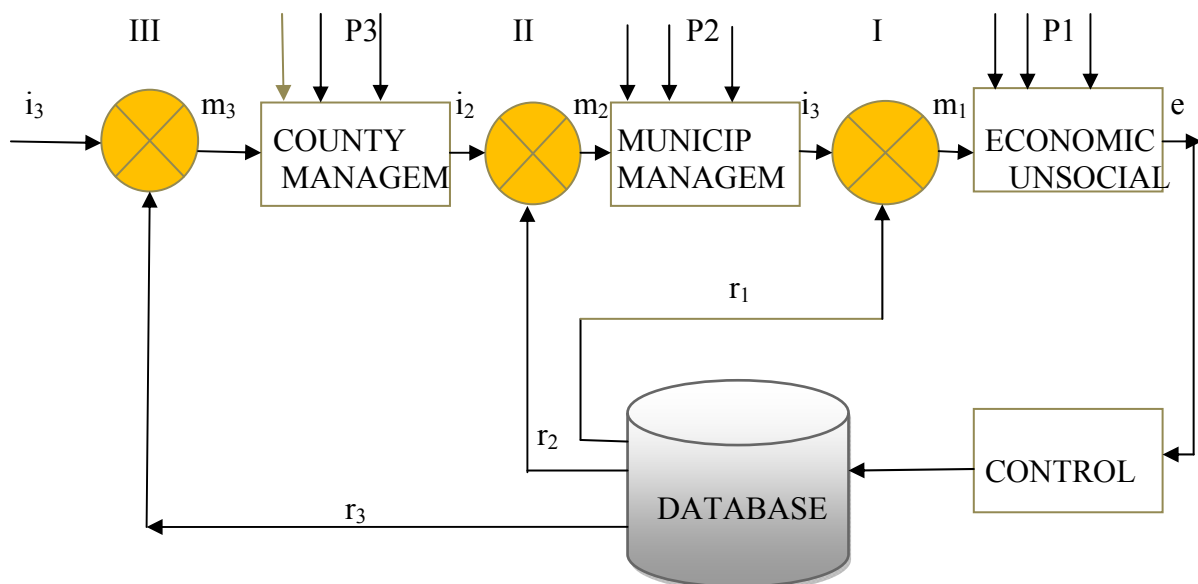 III
P3
II
P2
I
P1
i₃
m₃
i₂
m₂
i₃
m₁
e
COUNTY
MANAGEM
MUNICIP
MANAGEM
ECONOMIC
UNSOCIAL
r₁
r₂
CONTROL
r₃
DATABASE